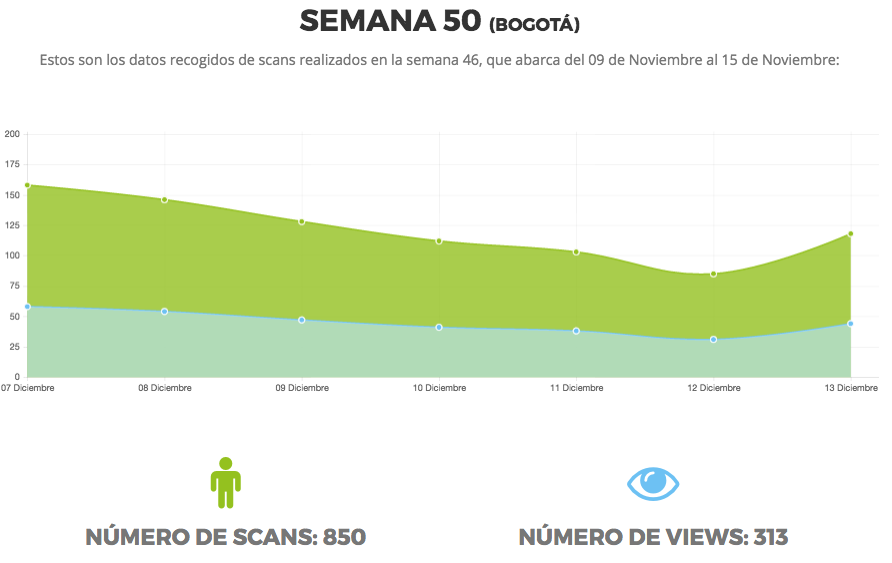 SEMANA 50 (BOGOTÁ)
Estos son los datos recogidos de scans realizados en la semana 46, que abarca del 09 de Noviembre al 15 de Noviembre:
200
175
150
125
100
75
50
25
0
07 Diciembre 08 Diciembre 09 Diciembre 10 Diciembre 11 Diciembre 12 Diciembre 13 Diciembre
NÚMERO DE SCANS: 850 NÚMERO DE VIEWS: 313